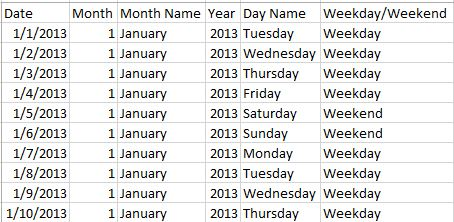 Date Month Month Name Year Day Name Weekday/Weekend
1/1/2013 1 January 2013 Tuesday Weekday
1/2/2013 1 January 2013 Wednesday Weekday
1/3/2013 1 January 2013 Thursday Weekday
1/4/2013 1 January 2013 Friday Weekday
1/5/2013 1 January 2013 Saturday Weekend
1/6/2013 1 January 2013 Sunday Weekend
1/7/2013 1 January 2013 Monday Weekday
1/8/2013 1 January 2013 Tuesday Weekday
1/9/2013 1 January 2013 Wednesday Weekday
1/10/2013 1 January 2013 Thursday Weekday